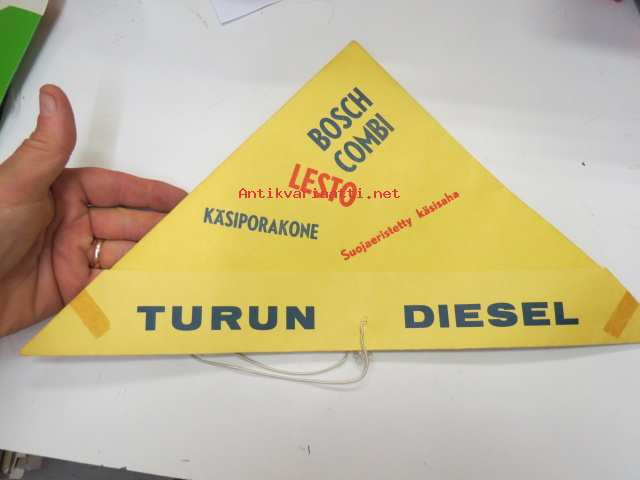 BOSCH
COMBI
LESTO
Antikvariaatti.net
KÄSIPORAKONE
Suojaeristetty käsisaha
TURUN DIESEL